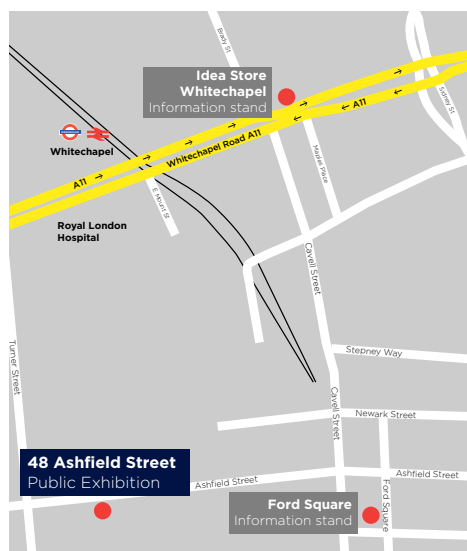 Brady St
Idea Store
Whitechapel
Information stand
A11
Sydney St
Whitechapel
Whitechapel Road A11
Maples Place
A11
E Mount St
Royal London
Hospital
Cavell Street
Turner Street
Stepney Way
Cavell Street
Newark Street
48 Ashfield Street
Public Exhibition
Ashfield Street
Ashfield Street
Ford Square
Ford Square
Information stand